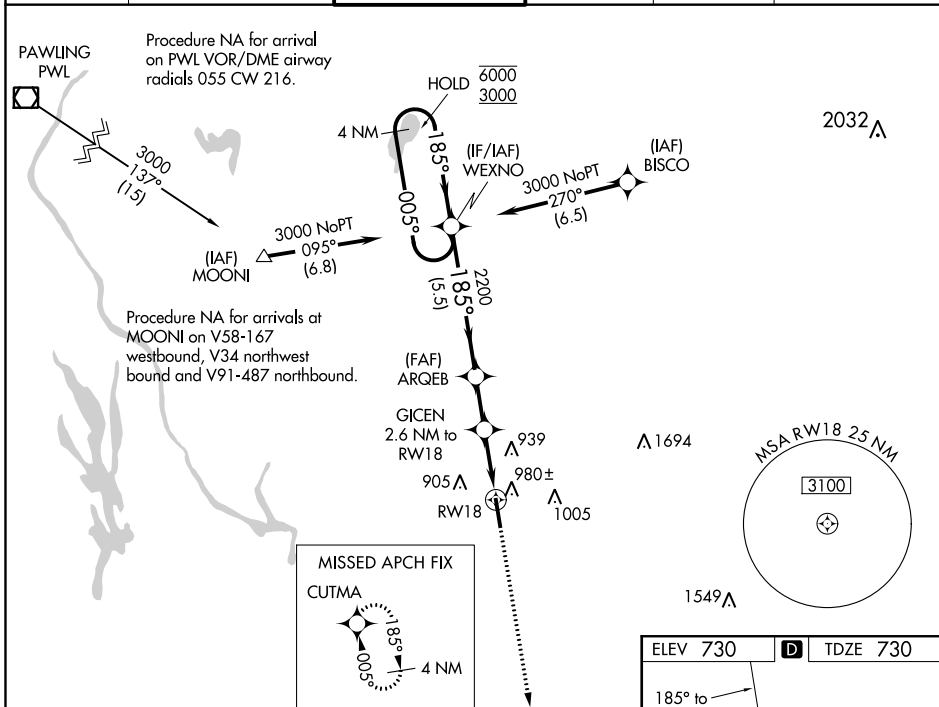 PAWLING
PWL
Procedure NA for arrival
on PWL VOR/DME airway
radials 055 CW 216.
HOLD
6000
3000
4 NM
185°
005°
(IF/IAF)
WEXNO
2032
(IAF)
BISCO
3000 NoPT
270°
(6.5)
3000
137°
(15)
3000 NoPT
095°
(6.8)
(IAF)
MOONI
2200
185°
(5.5)
Procedure NA for arrivals at
MOONI on V58-167
westbound, V34 northwest
bound and V91-487 northbound.
(FAF)
ARQEB
GICEN
2.6 NM to
RW18
939
1694
905
980±
RW18
1005
MSA RW18 25 NM
3100
MISSED APCH FIX
CUTMA
185°
005°
4 NM
1549
ELEV 730
D
TDZE 730
185° to